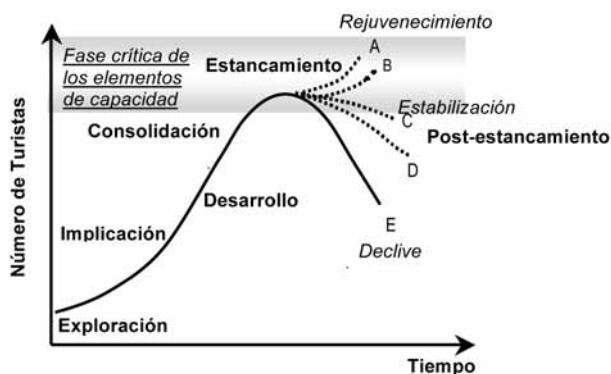 Rejuvenecimiento
A
Fase crítica de
los elementos
de capacidad
Estancamiento
B
Consolidación
Estabilización
C
Post-estancamiento
D
Desarrollo
Implicación
E
Declive
Exploración
Número de Turistas
Tiempo